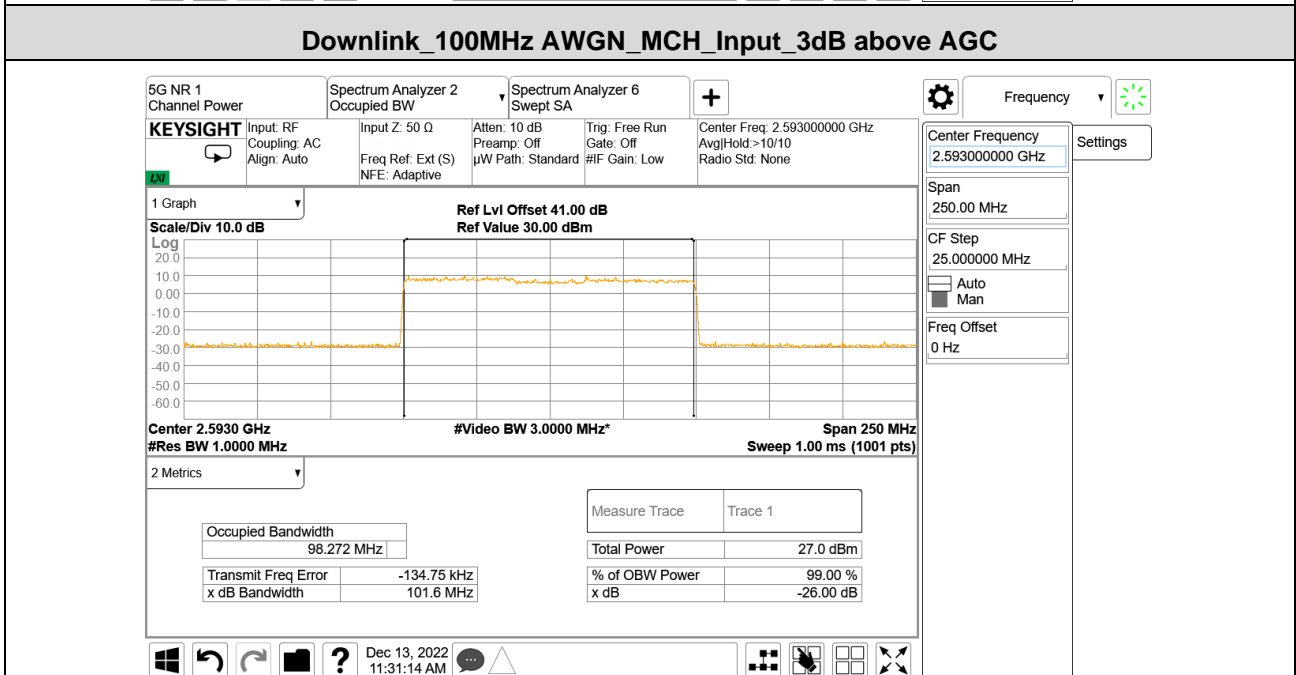 Downlink_100MHz AWGN_MCH_Input_3dB above AGC
5G NR 1
Channel Power
Spectrum Analyzer 2
Occupied BW
Spectrum Analyzer 6
Swept SA
+
Frequency
KEYSIGHT
LXI
Input: RF
Coupling: AC
Align: Auto
Input Z: 50 Ω
Freq Ref: Ext (S)
NFE: Adaptive
Atten: 10 dB
Preamp: Off
µW Path: Standard
Trig: Free Run
Gate: Off
#IF Gain: Low
Center Freq: 2.593000000 GHz
Avg|Hold:>10/10
Radio Std: None
Center Frequency
2.593000000 GHz
Settings
Span
250.00 MHz
CF Step
25.000000 MHz
Auto
Man
Freq Offset
0 Hz
1 Graph
Scale/Div 10.0 dB
Ref Lvl Offset 41.00 dB
Ref Value 30.00 dBm
Log
20.0
10.0
0.00
-10.0
-20.0
-30.0
-40.0
-50.0
-60.0
Center 2.5930 GHz
#Video BW 3.0000 MHz*
Span 250 MHz
#Res BW 1.0000 MHz
Sweep 1.00 ms (1001 pts)
2 Metrics
Measure Trace Trace 1
Occupied Bandwidth
98.272 MHz
Total Power 27.0 dBm
Transmit Freq Error -134.75 kHz
% of OBW Power 99.00 %
x dB Bandwidth 101.6 MHz
x dB -26.00 dB
?
Dec 13, 2022
11:31:14 AM